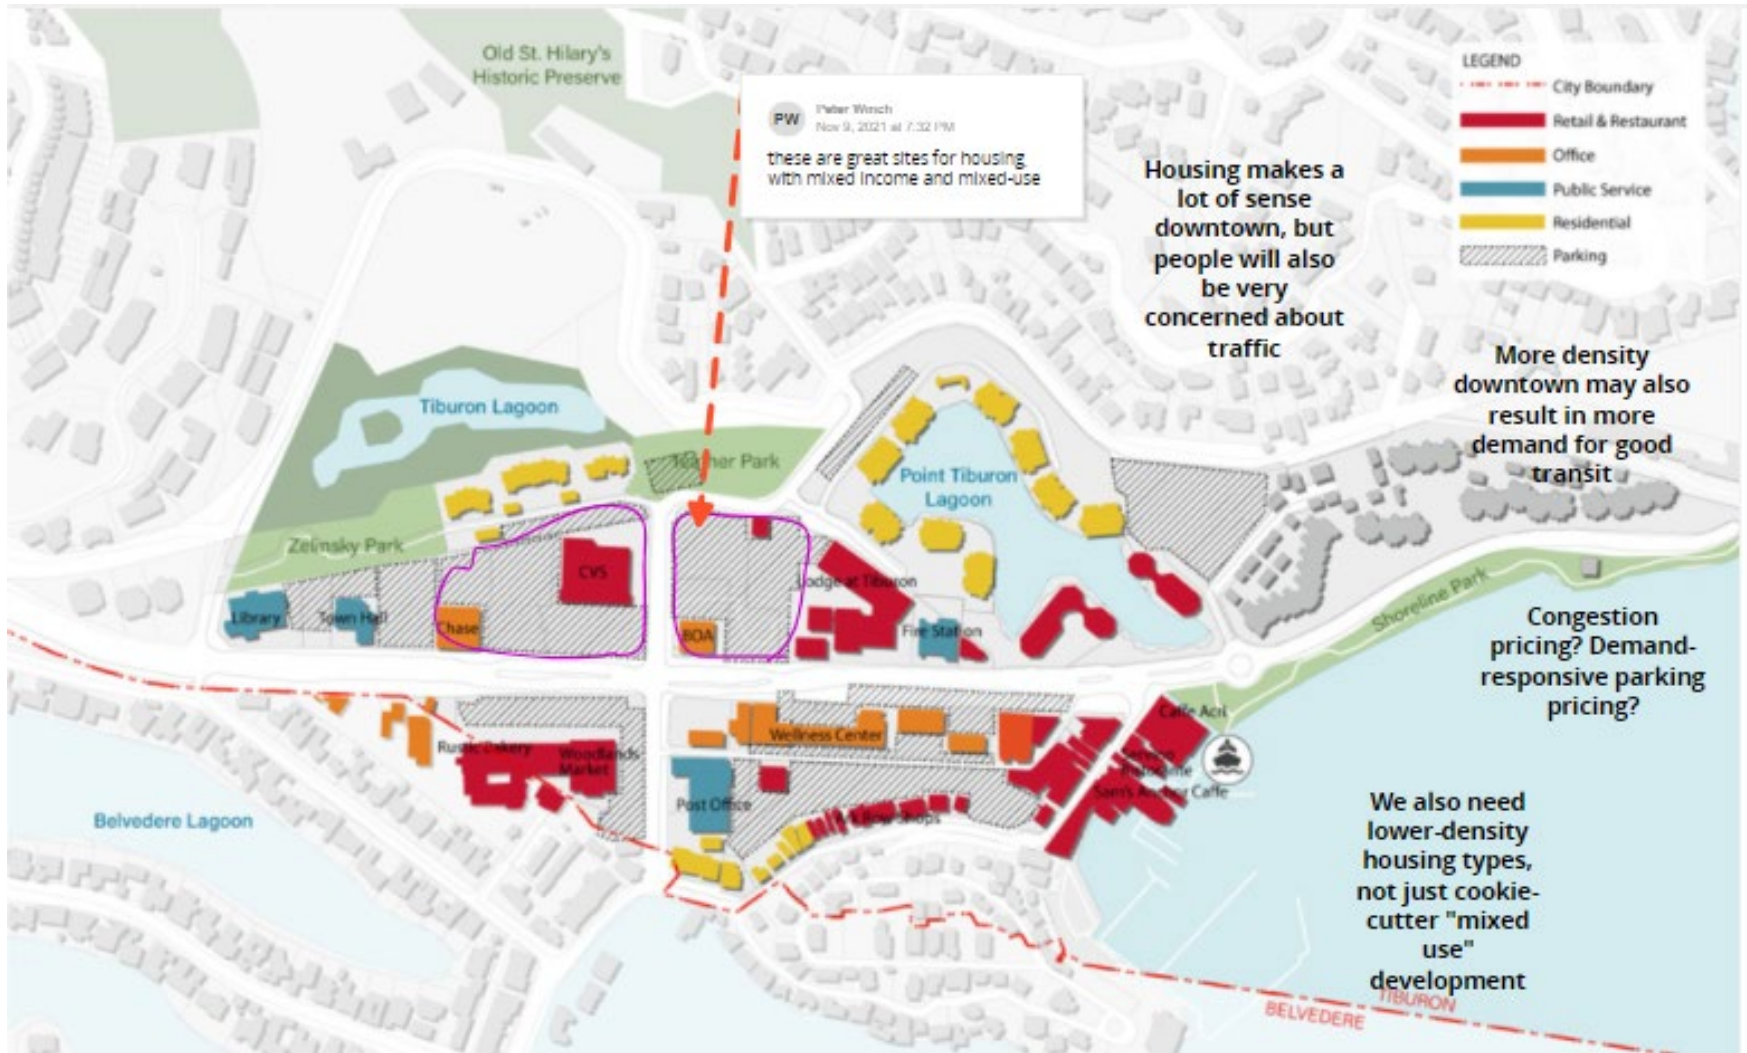 Old St. Hilary's
Historic Preserve
PW
Peter Winch
Nov 9, 2021 at 7:32 PM
these are great sites for housing
with mixed income and mixed-use
LEGEND
City Boundary
Retail & Restaurant
Office
Public Service
Residential
Parking
Housing makes a
lot of sense
downtown, but
people will also
be very
concerned about
traffic
More density
downtown may also
result in more
demand for good
transit
Tiburon Lagoon
Park
Point Tiburon
Lagoon
Zelinsky Park
CVS
Lodge at Tiburon
Library
Town Hall
Chase
BOA
Fire Station
Shoreline Park
Congestion
pricing? Demand-
responsive parking
pricing?
Rustic Bakery
Woodlands
Market
Wellness Center
Caffe Acri
Sam's Anchor Caffe
Post Office
Ark Row Shops
Belvedere Lagoon
We also need
lower-density
housing types,
not just cookie-
cutter "mixed
use"
development
TIBURON
BELVEDERE